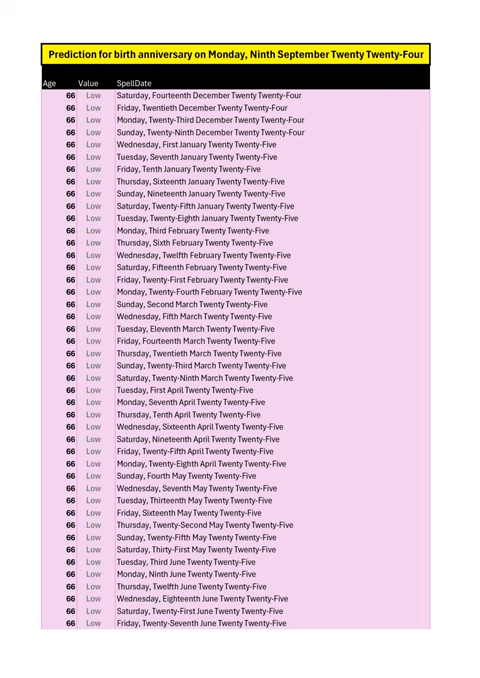 Prediction for birth anniversary on Monday, Ninth September Twenty Twenty-Four
Age Value SpellDate
66 Low Saturday, Fourteenth December Twenty Twenty-Four
66 Low Friday, Twentieth December Twenty Twenty-Four
66 Low Monday, Twenty-Third December Twenty Twenty-Four
66 Low Sunday, Twenty-Ninth December Twenty Twenty-Four
66 Low Wednesday, First January Twenty Twenty-Five
66 Low Tuesday, Seventh January Twenty Twenty-Five
66 Low Friday, Tenth January Twenty Twenty-Five
66 Low Thursday, Sixteenth January Twenty Twenty-Five
66 Low Sunday, Nineteenth January Twenty Twenty-Five
66 Low Saturday, Twenty-Fifth January Twenty Twenty-Five
66 Low Tuesday, Twenty-Eighth January Twenty Twenty-Five
66 Low Monday, Third February Twenty Twenty-Five
66 Low Thursday, Sixth February Twenty Twenty-Five
66 Low Wednesday, Twelfth February Twenty Twenty-Five
66 Low Saturday, Fifteenth February Twenty Twenty-Five
66 Low Friday, Twenty-First February Twenty Twenty-Five
66 Low Monday, Twenty-Fourth February Twenty Twenty-Five
66 Low Sunday, Second March Twenty Twenty-Five
66 Low Wednesday, Fifth March Twenty Twenty-Five
66 Low Tuesday, Eleventh March Twenty Twenty-Five
66 Low Friday, Fourteenth March Twenty Twenty-Five
66 Low Thursday, Twentieth March Twenty Twenty-Five
66 Low Sunday, Twenty-Third March Twenty Twenty-Five
66 Low Saturday, Twenty-Ninth March Twenty Twenty-Five
66 Low Tuesday, First April Twenty Twenty-Five
66 Low Monday, Seventh April Twenty Twenty-Five
66 Low Thursday, Tenth April Twenty Twenty-Five
66 Low Wednesday, Sixteenth April Twenty Twenty-Five
66 Low Saturday, Nineteenth April Twenty Twenty-Five
66 Low Friday, Twenty-Fifth April Twenty Twenty-Five
66 Low Monday, Twenty-Eighth April Twenty Twenty-Five
66 Low Sunday, Fourth May Twenty Twenty-Five
66 Low Wednesday, Seventh May Twenty Twenty-Five
66 Low Tuesday, Thirteenth May Twenty Twenty-Five
66 Low Friday, Sixteenth May Twenty Twenty-Five
66 Low Thursday, Twenty-Second May Twenty Twenty-Five
66 Low Sunday, Twenty-Fifth May Twenty Twenty-Five
66 Low Saturday, Thirty-First May Twenty Twenty-Five
66 Low Tuesday, Third June Twenty Twenty-Five
66 Low Monday, Ninth June Twenty Twenty-Five
66 Low Thursday, Twelfth June Twenty Twenty-Five
66 Low Wednesday, Eighteenth June Twenty Twenty-Five
66 Low Saturday, Twenty-First June Twenty Twenty-Five
66 Low Friday, Twenty-Seventh June Twenty Twenty-Five